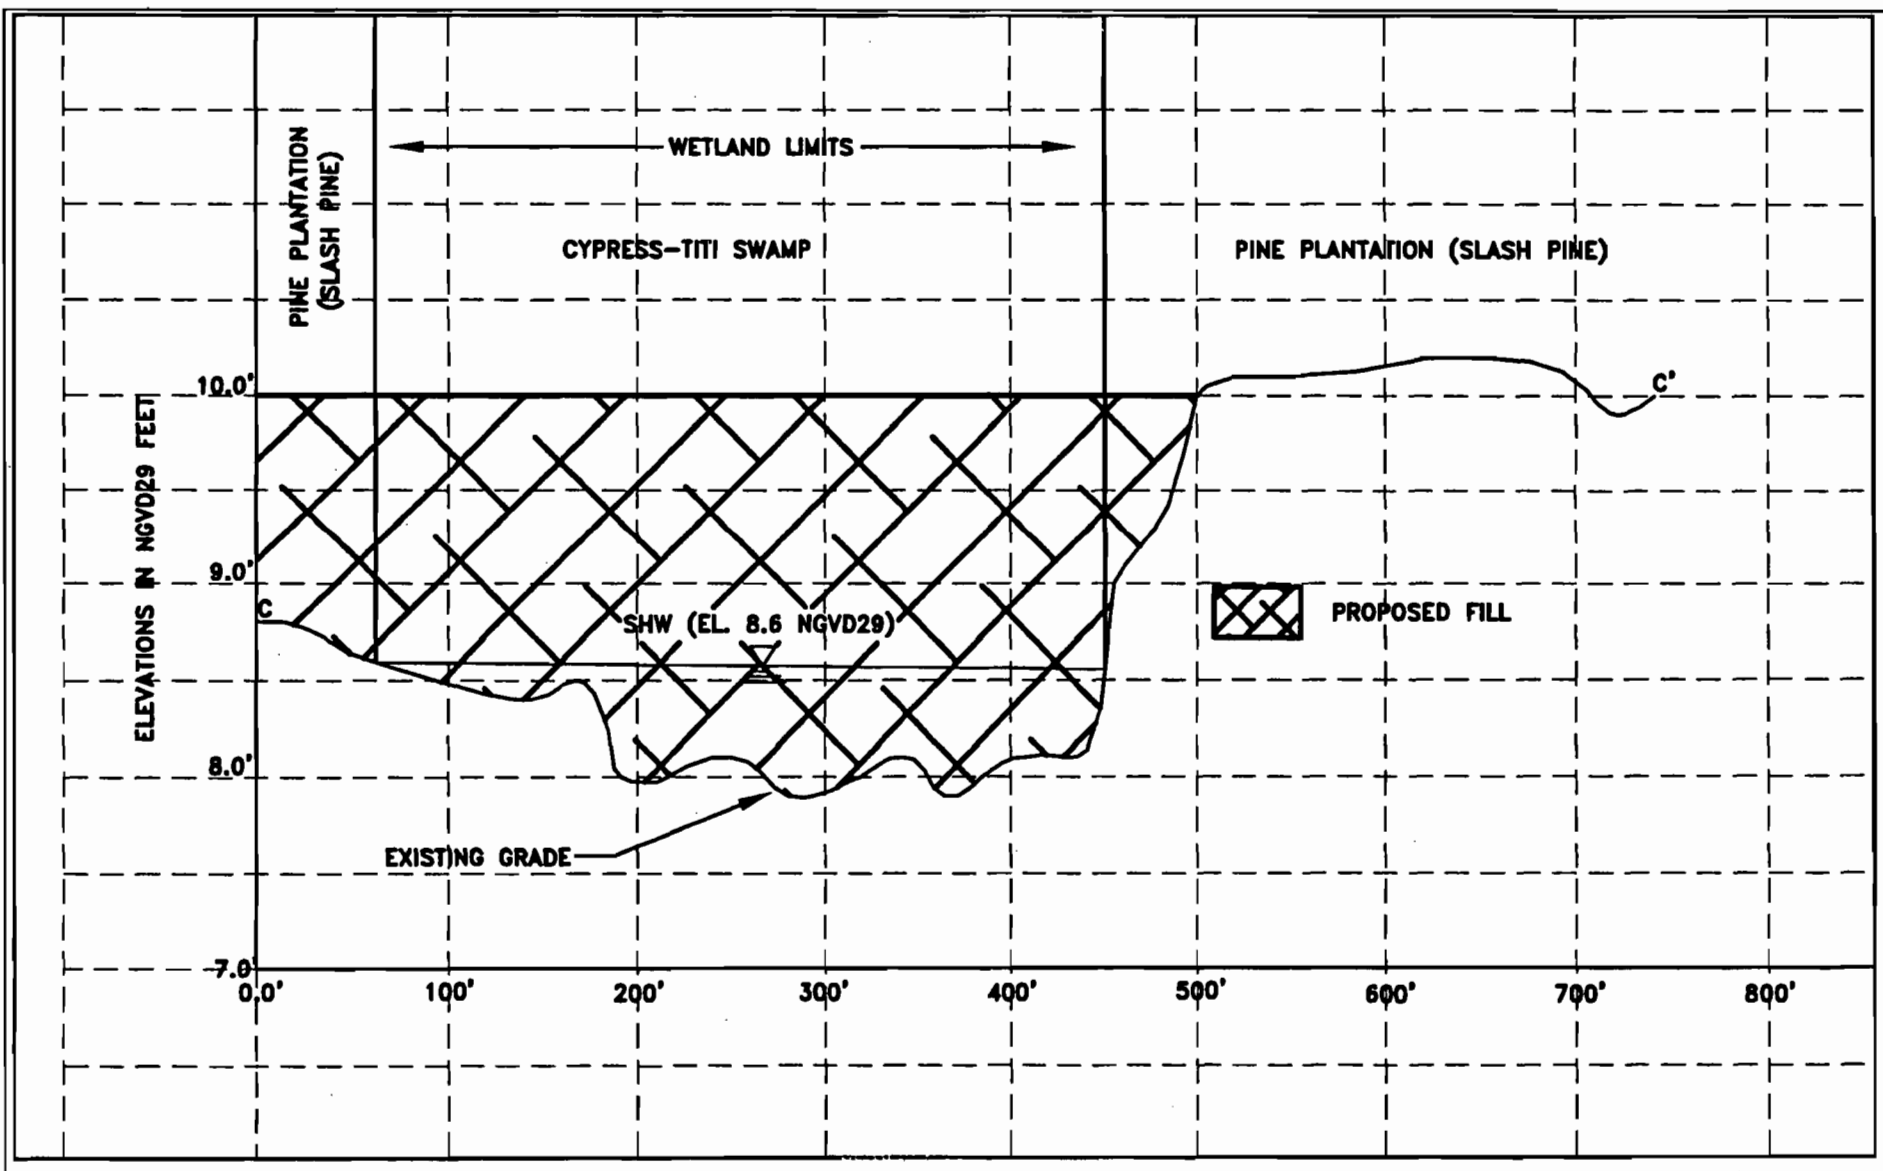 PINE PLANTATION
(SLASH PINE)
WETLAND LIMITS
CYPRESS-TITI SWAMP
PINE PLANTATION (SLASH PINE)
ELEVATIONS IN NGVD29 FEET
10.0'
C'
9.0'
C
SHW (EL. 8.6 NGVD29)
PROPOSED FILL
8.0'
EXISTING GRADE
7.0'
0.0' 100' 200' 300' 400' 500' 600' 700' 800'